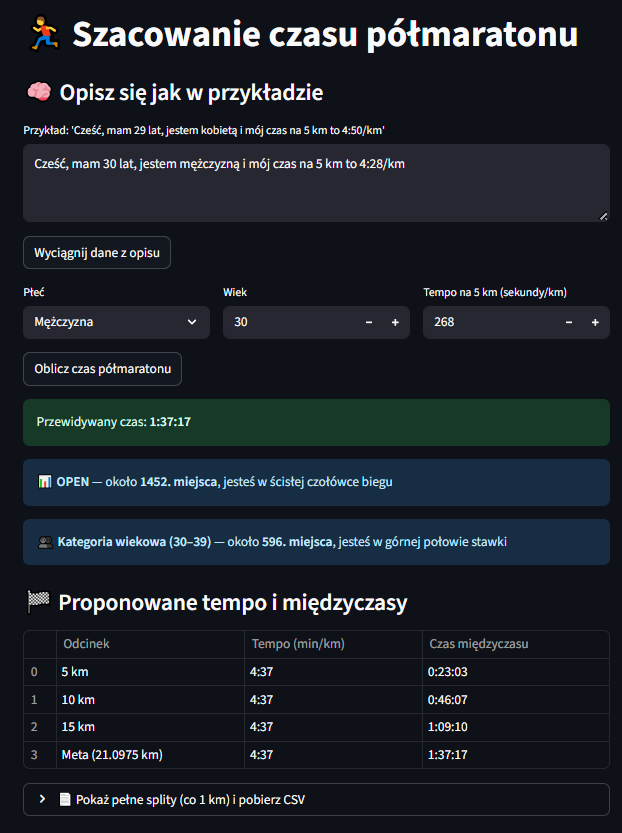 Szacowanie czasu półmaratonu
Opisz się jak w przykładzie
Przykład: 'Cześć, mam 29 lat, jestem kobietą i mój czas na 5 km to 4:50/km'
Cześć, mam 30 lat, jestem mężczyzną i mój czas na 5 km to 4:28/km
Wyciągnij dane z opisu
Płeć Wiek Tempo na 5 km (sekundy/km)
Mężczyzna 30 − + 268 − +
Oblicz czas półmaratonu
Przewidywany czas: 1:37:17
OPEN — około 1452. miejsca, jesteś w ścisłej czołówce biegu
Kategoria wiekowa (30–39) — około 596. miejsca, jesteś w górnej połowie stawki
Proponowane tempo i międzyczasy
Odcinek Tempo (min/km) Czas międzyczasu
0 5 km 4:37 0:23:03
1 10 km 4:37 0:46:07
2 15 km 4:37 1:09:10
3 Meta (21.0975 km) 4:37 1:37:17
Pokaż pełne splity (co 1 km) i pobierz CSV